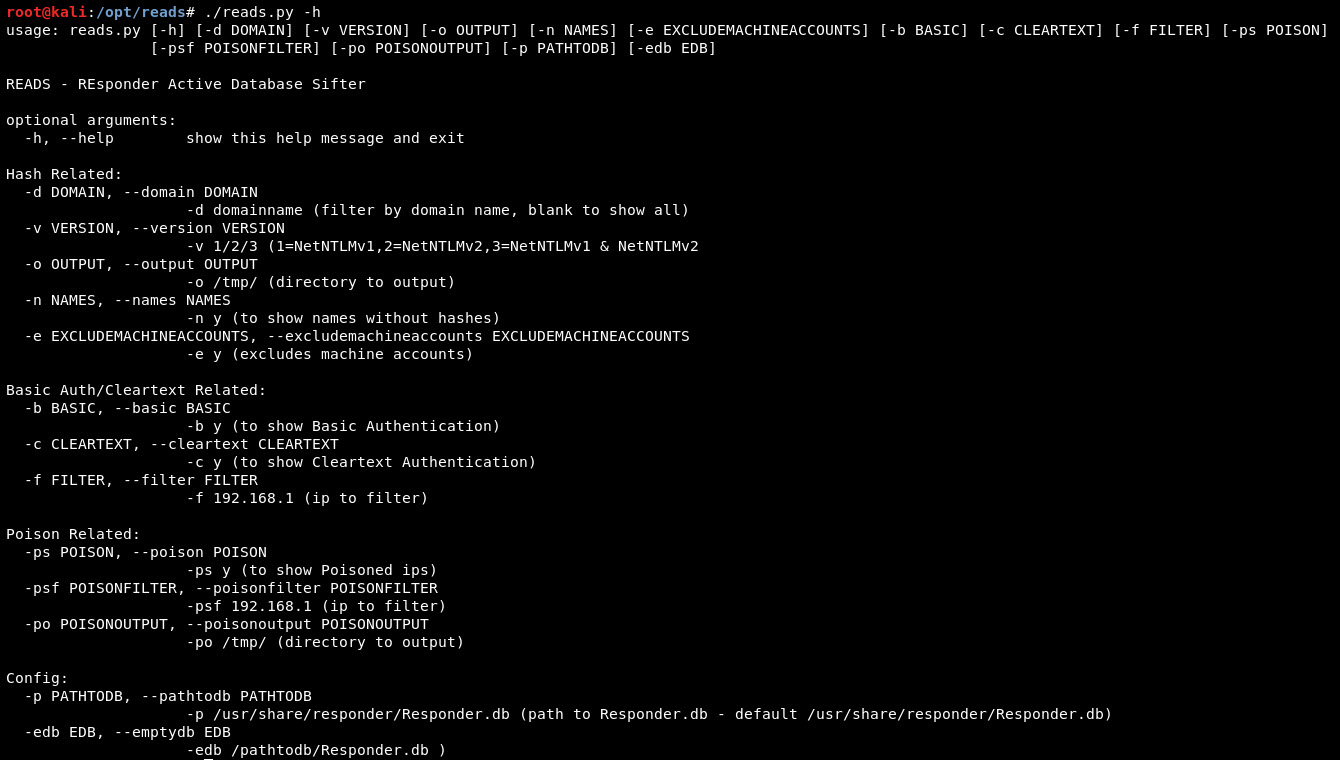 root@kali:/opt/reads# ./reads.py -h
usage: reads.py [-h] [-d DOMAIN] [-v VERSION] [-o OUTPUT] [-n NAMES] [-e EXCLUDEMACHINEACCOUNTS] [-b BASIC] [-c CLEARTEXT] [-f FILTER] [-ps POISON]
                [-psf POISONFILTER] [-po POISONOUTPUT] [-p PATHTODB] [-edb EDB]

READS - REsponder Active Database Sifter

optional arguments:
  -h, --help        show this help message and exit

Hash Related:
  -d DOMAIN, --domain DOMAIN
                    -d domainname (filter by domain name, blank to show all)
  -v VERSION, --version VERSION
                    -v 1/2/3 (1=NetNTLMv1,2=NetNTLMv2,3=NetNTLMv1 & NetNTLMv2
  -o OUTPUT, --output OUTPUT
                    -o /tmp/ (directory to output)
  -n NAMES, --names NAMES
                    -n y (to show names without hashes)
  -e EXCLUDEMACHINEACCOUNTS, --excludemachineaccounts EXCLUDEMACHINEACCOUNTS
                    -e y (excludes machine accounts)

Basic Auth/Cleartext Related:
  -b BASIC, --basic BASIC
                    -b y (to show Basic Authentication)
  -c CLEARTEXT, --cleartext CLEARTEXT
                    -c y (to show Cleartext Authentication)
  -f FILTER, --filter FILTER
                    -f 192.168.1 (ip to filter)

Poison Related:
  -ps POISON, --poison POISON
                    -ps y (to show Poisoned ips)
  -psf POISONFILTER, --poisonfilter POISONFILTER
                    -psf 192.168.1 (ip to filter)
  -po POISONOUTPUT, --poisonoutput POISONOUTPUT
                    -po /tmp/ (directory to output)

Config:
  -p PATHTODB, --pathtodb PATHTODB
                    -p /usr/share/responder/Responder.db (path to Responder.db - default /usr/share/responder/Responder.db)
  -edb EDB, --emptydb EDB
                    -edb /pathtodb/Responder.db )